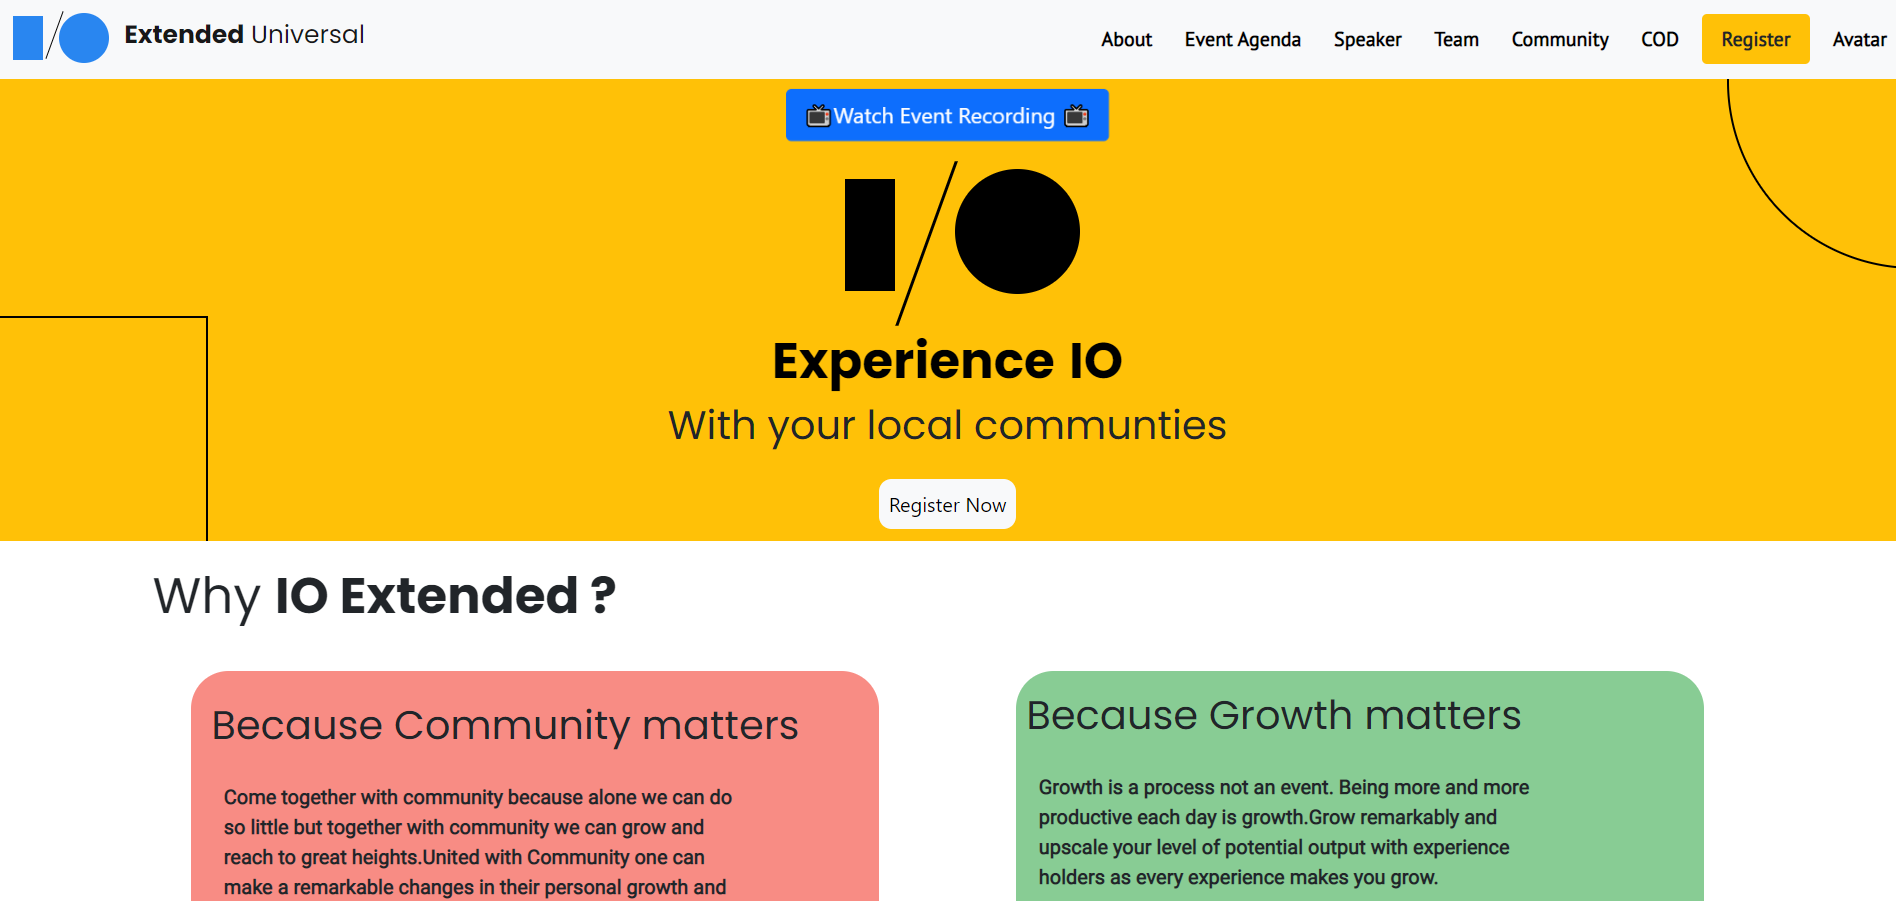 Extended Universal
About Event Agenda Speaker Team Community COD Register Avatar
📺Watch Event Recording 📺
I/O
Experience IO
With your local communties
Register Now
Why IO Extended ?
Because Community matters
Come together with community because alone we can do
so little but together with community we can grow and
reach to great heights.United with Community one can
make a remarkable changes in their personal growth and
Because Growth matters
Growth is a process not an event. Being more and more
productive each day is growth.Grow remarkably and
upscale your level of potential output with experience
holders as every experience makes you grow.